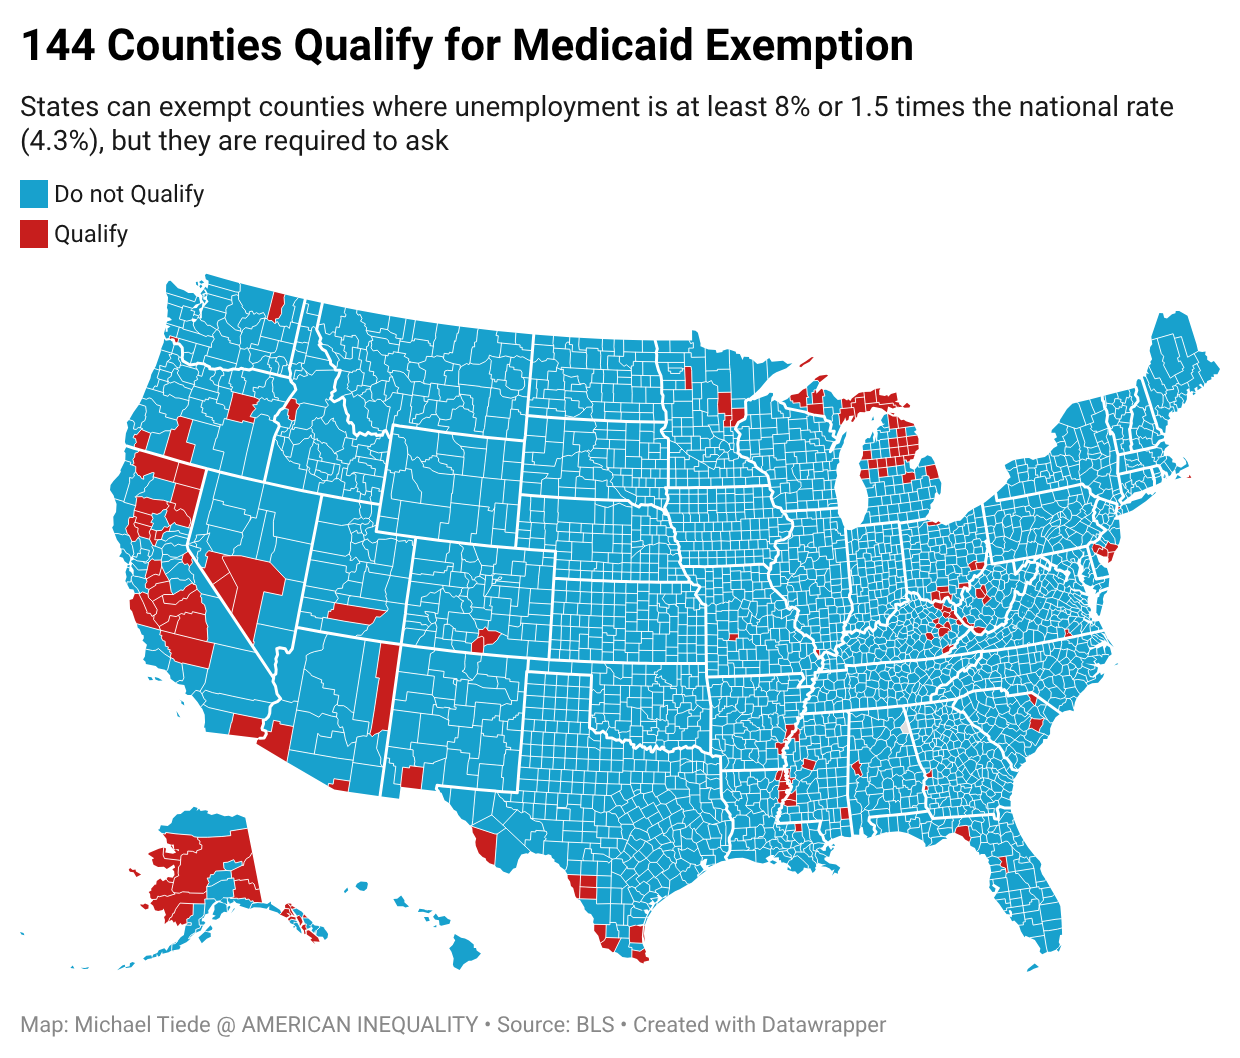 144 Counties Qualify for Medicaid Exemption
States can exempt counties where unemployment is at least 8% or 1.5 times the national rate
(4.3%), but they are required to ask
Do not Qualify
Qualify
Map: Michael Tiede @ AMERICAN INEQUALITY • Source: BLS • Created with Datawrapper